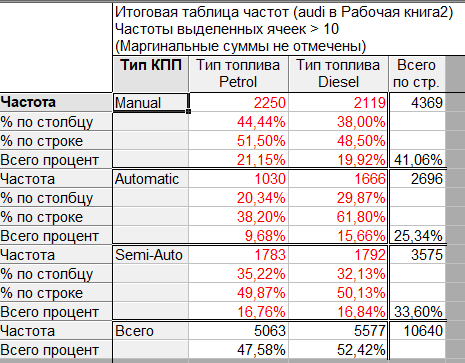 Итоговая таблица частот (audi в Рабочая книга2)
Частоты выделенных ячеек > 10
(Маргинальные суммы не отмечены)
Тип КПП Тип топлива Petrol Тип топлива Diesel Всего по стр.
Частота Manual 2250 2119 4369
% по столбцу 44,44% 38,00%
% по строке 51,50% 48,50%
Всего процент 21,15% 19,92% 41,06%
Частота Automatic 1030 1666 2696
% по столбцу 20,34% 29,87%
% по строке 38,20% 61,80%
Всего процент 9,68% 15,66% 25,34%
Частота Semi-Auto 1783 1792 3575
% по столбцу 35,22% 32,13%
% по строке 49,87% 50,13%
Всего процент 16,76% 16,84% 33,60%
Частота Всего 5063 5577 10640
Всего процент 47,58% 52,42%